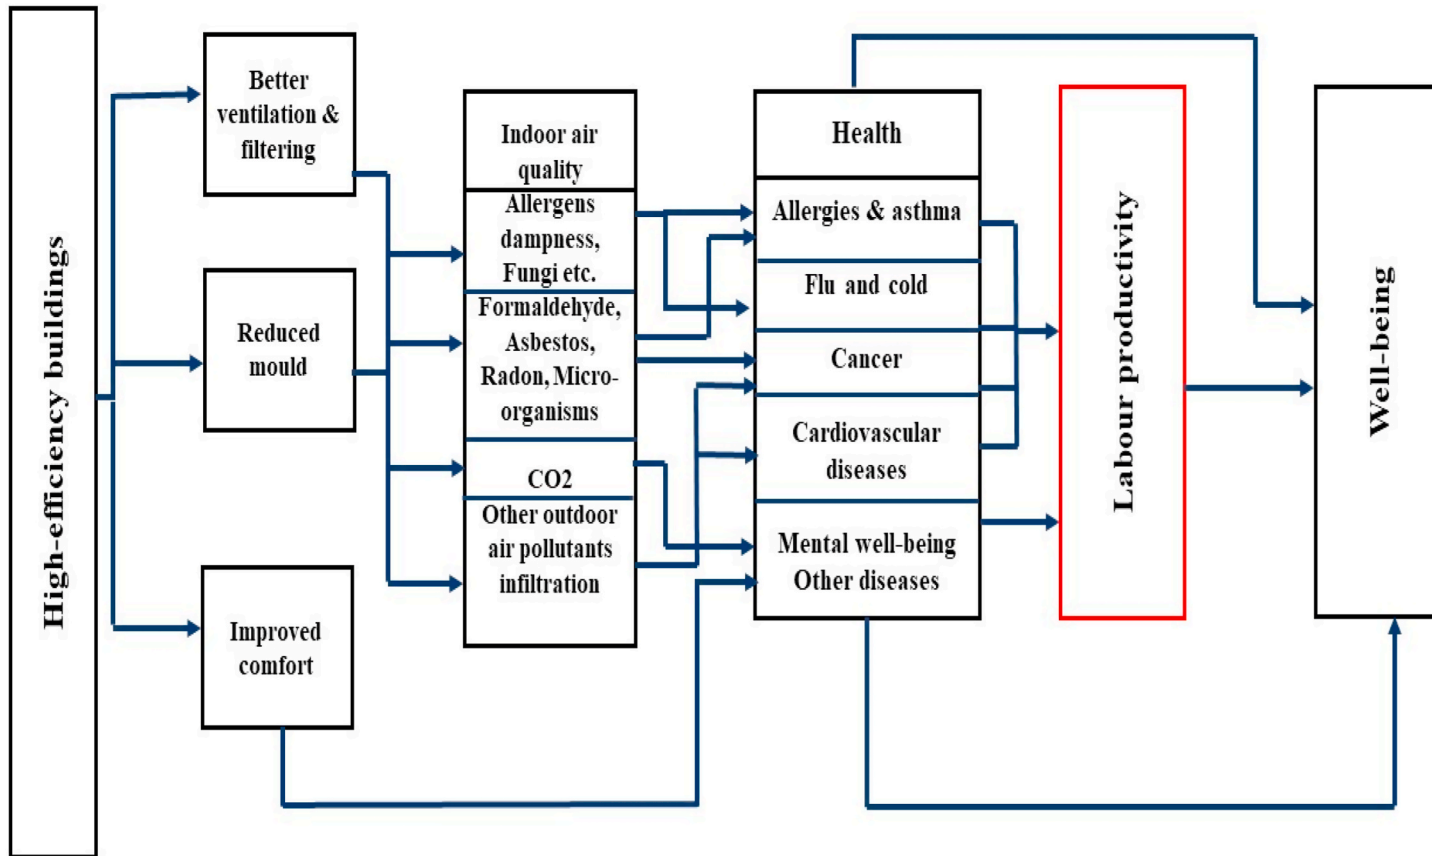 High-efficiency buildings
Better
ventilation &
filtering
Reduced
mould
Improved
comfort
Indoor air
quality
Allergens
dampness,
Fungi etc.
Formaldehyde,
Asbestos,
Radon, Micro-
organisms
CO2
Other outdoor
air pollutants
infiltration
Health
Allergies & asthma
Flu and cold
Cancer
Cardiovascular
diseases
Mental well-being
Other diseases
Labour productivity
Well-being